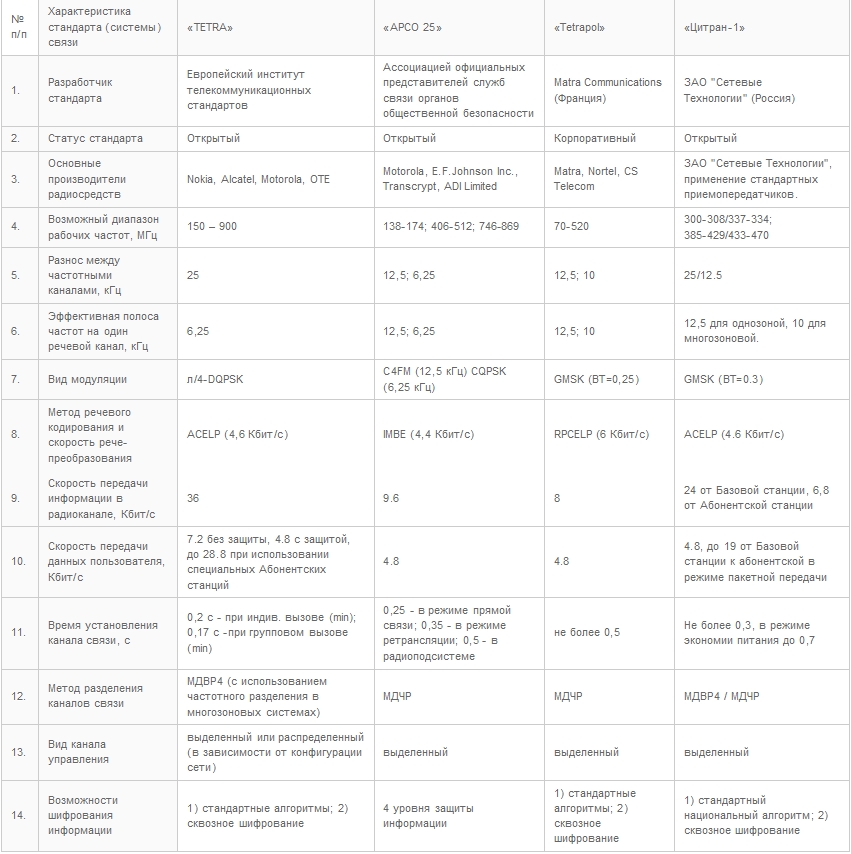 № п/п | Характеристика стандарта (системы) связи | «TETRA» | «APCO 25» | «Tetrapol» | «Цитран-1»
1. | Разработчик стандарта | Европейский институт телекоммуникационных стандартов | Ассоциацией официальных представителей служб связи органов общественной безопасности | Matra Communications (Франция) | ЗАО "Сетевые Технологии" (Россия)
2. | Статус стандарта | Открытый | Открытый | Корпоративный | Открытый
3. | Основные производители радиосредств | Nokia, Alcatel, Motorola, OTE | Motorola, E.F.Johnson Inc., Transcrypt, ADI Limited | Matra, Nortel, CS Telecom | ЗАО "Сетевые Технологии", применение стандартных приемопередатчиков.
4. | Возможный диапазон рабочих частот, МГц | 150 – 900 | 138-174; 406-512; 746-869 | 70-520 | 300-308/337-334; 385-429/433-470
5. | Разнос между частотными каналами, кГц | 25 | 12,5; 6,25 | 12,5; 10 | 25/12.5
6. | Эффективная полоса частот на один речевой канал, кГц | 6,25 | 12,5; 6,25 | 12,5; 10 | 12,5 для однозоной, 10 для многозоновой.
7. | Вид модуляции | л/4-DQPSK | C4FM (12,5 кГц) CQPSK (6,25 кГц) | GMSK (BT=0,25) | GMSK (BT=0.3)
8. | Метод речевого кодирования и скорость рече-преобразования | ACELP (4,6 Кбит/с) | IMBE (4,4 Кбит/с) | RPCELP (6 Кбит/с) | ACELP (4.6 Кбит/с)
9. | Скорость передачи информации в радиоканале, Кбит/с | 36 | 9.6 | 8 | 24 от Базовой станции, 6,8 от Абонентской станции
10. | Скорость передачи данных пользователя, Кбит/с | 7.2 без защиты, 4.8 с защитой, до 28.8 при использовании специальных Абонентских станций | 4.8 | 4.8 | 4.8, до 19 от Базовой станции к абонентской в режиме пакетной передачи
11. | Время установления канала связи, с | 0,2 с - при индив. вызове (min); 0,17 с -при групповом вызове (min) | 0,25 - в режиме прямой связи; 0,35 - в режиме ретрансляции; 0,5 - в радиоподсистеме | не более 0,5 | Не более 0,3, в режиме экономии питания до 0,7
12. | Метод разделения каналов связи | МДВР4 (с использованием частотного разделения в многозоновых системах) | МДЧР | МДЧР | МДВР4 / МДЧР
13. | Вид канала управления | выделенный или распределенный (в зависимости от конфигурации сети) | выделенный | выделенный | выделенный
14. | Возможности шифрования информации | 1) стандартные алгоритмы; 2) сквозное шифрование | 4 уровня защиты информации | 1) стандартные алгоритмы; 2) сквозное шифрование | 1) стандартный национальный алгоритм; 2) сквозное шифрование